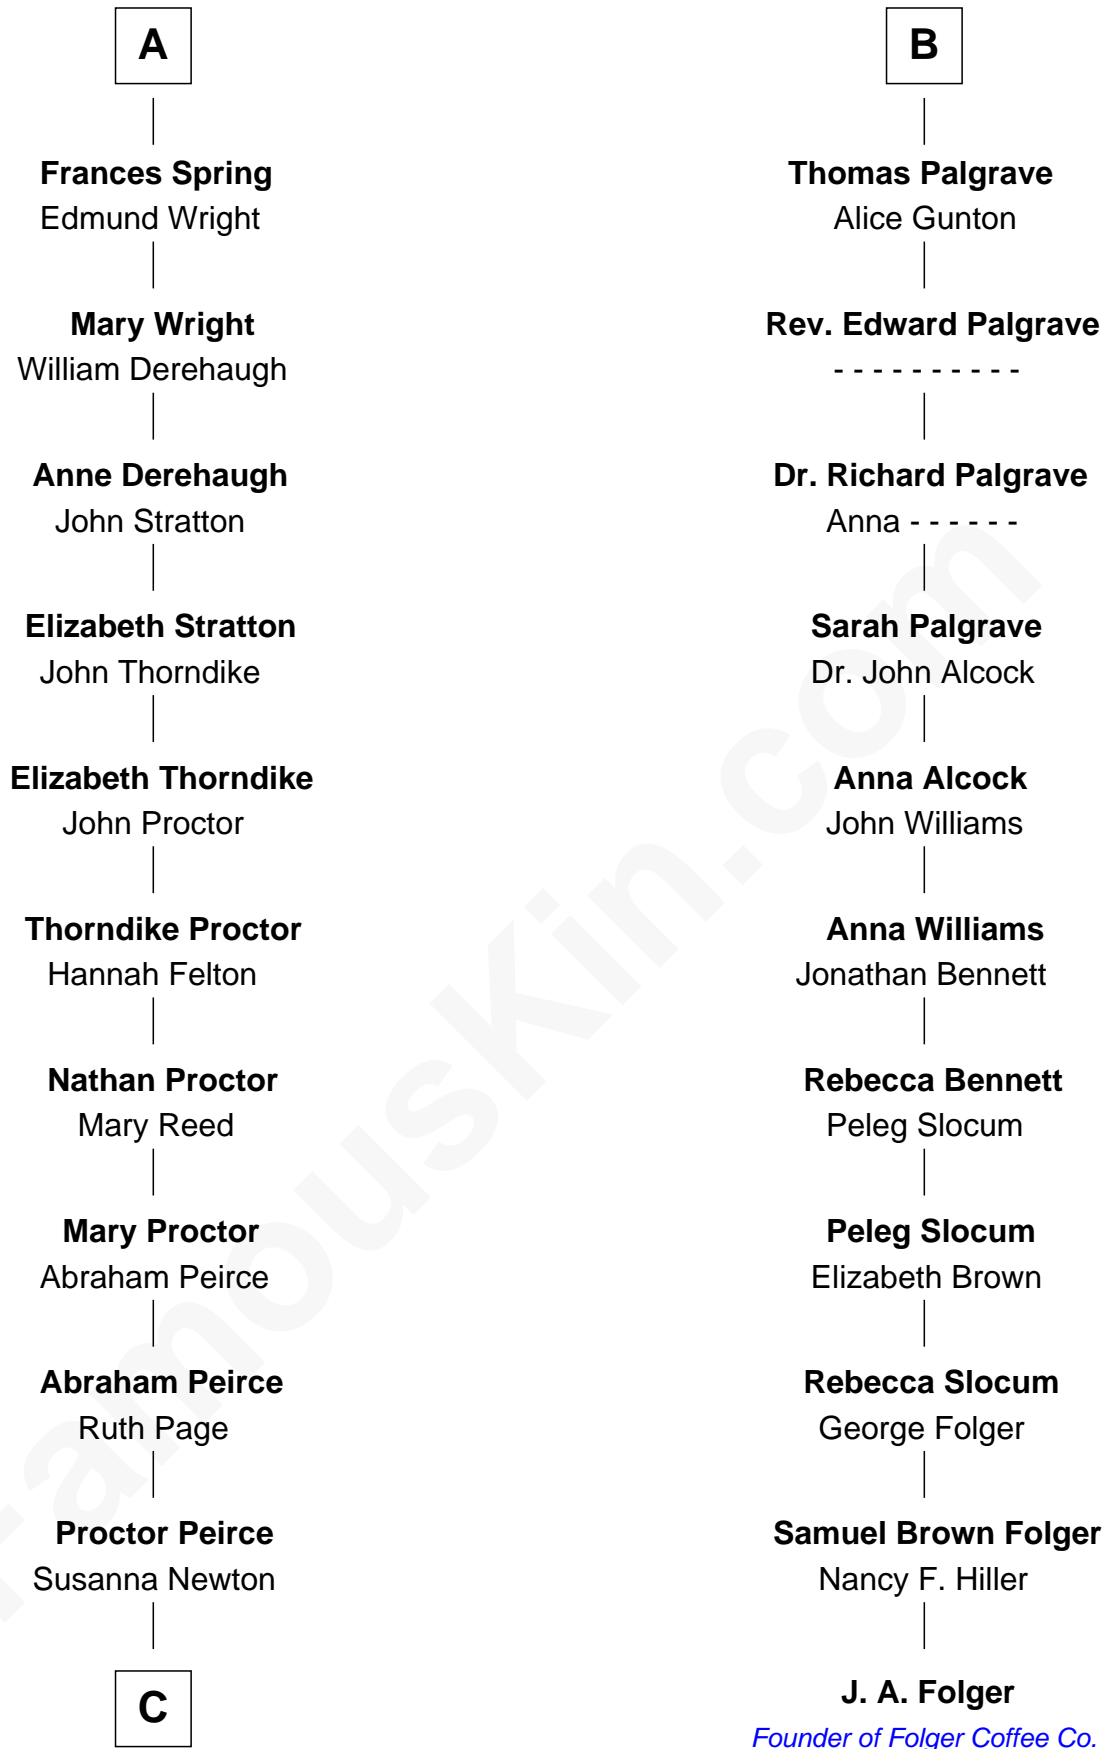 A
Frances Spring
Edmund Wright
Mary Wright
William Derehaugh
Anne Derehaugh
John Stratton
Elizabeth Stratton
John Thorndike
Elizabeth Thorndike
John Proctor
Thorndike Proctor
Hannah Felton
Nathan Proctor
Mary Reed
Mary Proctor
Abraham Peirce
Abraham Peirce
Ruth Page
Proctor Peirce
Susanna Newton
C
B
Thomas Palgrave
Alice Gunton
Rev. Edward Palgrave
- - - - - - - - - -
Dr. Richard Palgrave
Anna - - - - - -
Sarah Palgrave
Dr. John Alcock
Anna Alcock
John Williams
Anna Williams
Jonathan Bennett
Rebecca Bennett
Peleg Slocum
Peleg Slocum
Elizabeth Brown
Rebecca Slocum
George Folger
Samuel Brown Folger
Nancy F. Hiller
J. A. Folger
Founder of Folger Coffee Co.
FamousKin.com